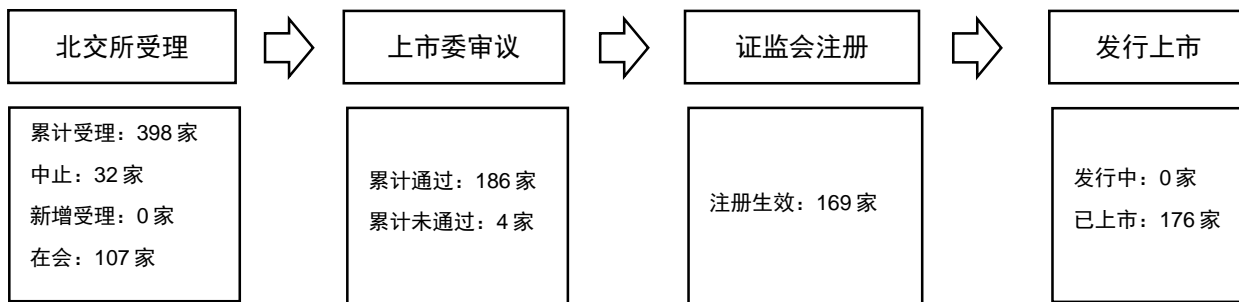 北交所受理
上市委审议
证监会注册
发行上市
累计受理：398 家
中止：32 家
新增受理：0 家
在会：107 家
累计通过：186 家
累计未通过：4 家
注册生效：169 家
发行中：0 家
已上市：176 家